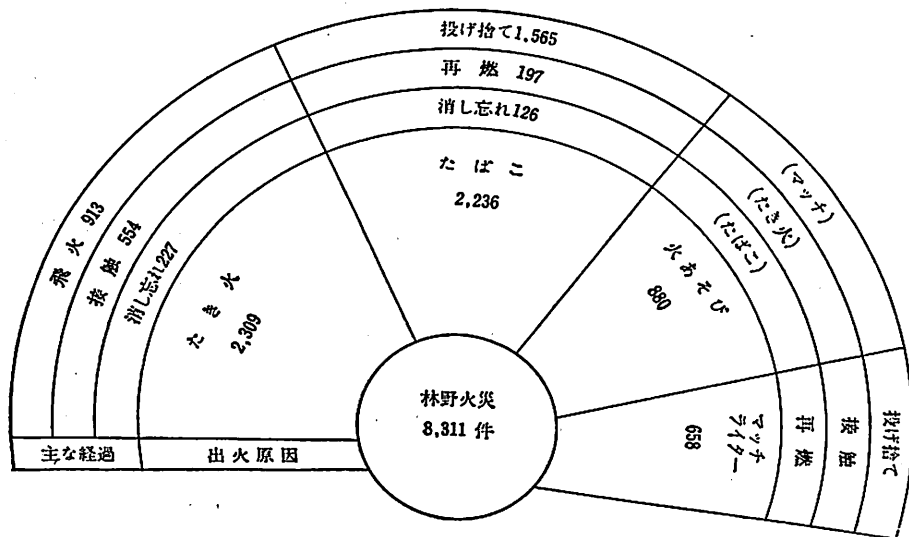 投げ捨て1.565
再燃 197
消し忘れ126
たばこ
2,236
飛火 913
接触 554
消し忘れ227
たき火
2,309
(マッチ)
(たき火)
(たばこ)
火あそび
880
林野火災
8,311 件
マッチ
ライター
658
再燃
接触
投げ捨て
主な経過
出火原因